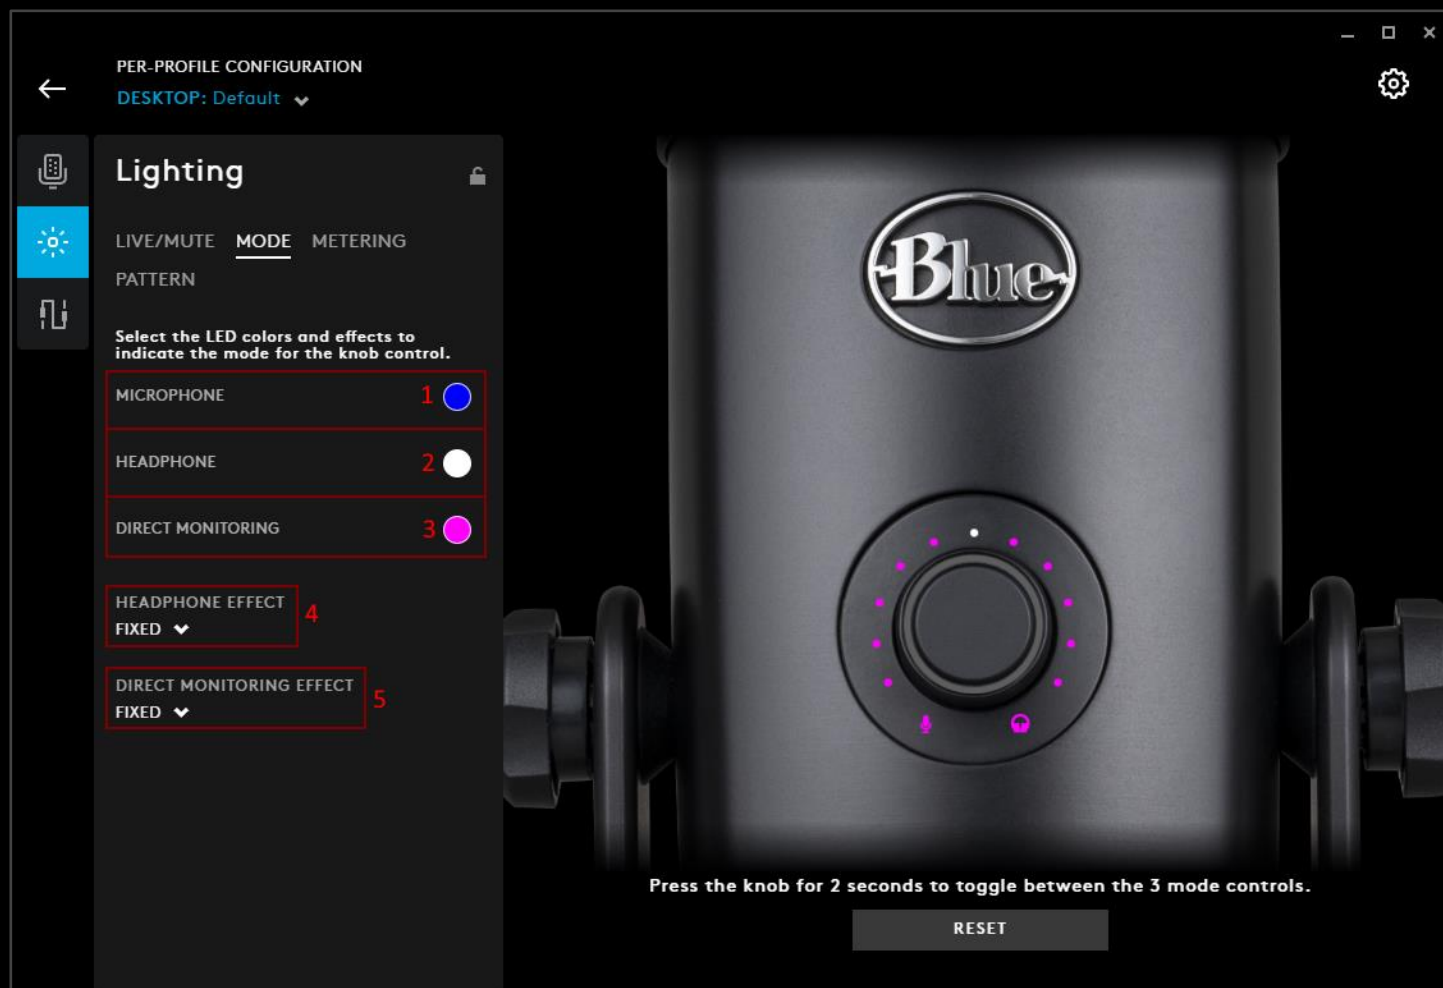 PER-PROFILE CONFIGURATION
DESKTOP: Default
Lighting
LIVE/MUTE MODE METERING
PATTERN
Select the LED colors and effects to
indicate the mode for the knob control.
MICROPHONE 1
HEADPHONE 2
DIRECT MONITORING 3
HEADPHONE EFFECT
FIXED
4
DIRECT MONITORING EFFECT
FIXED
5
Blue
Press the knob for 2 seconds to toggle between the 3 mode controls.
RESET